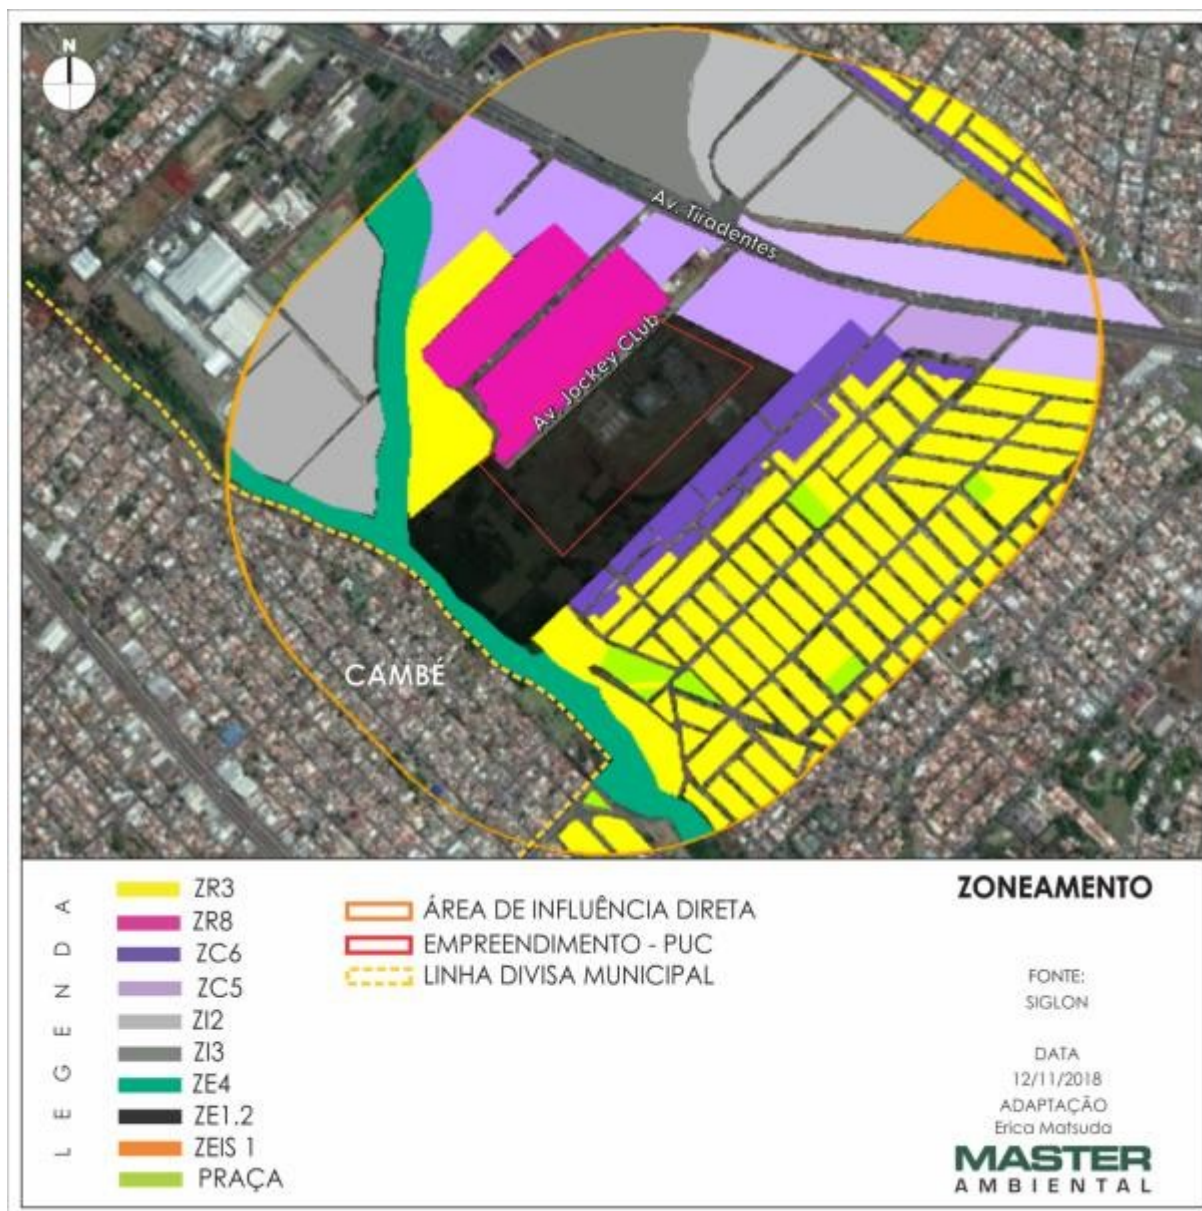 N
Av. Tiradentes
Av. Jockey CLub
CAMBÉ
LEGENDA
ZR3
ZR8
ZC6
ZC5
ZI2
ZI3
ZE4
ZE1.2
ZEIS 1
PRAÇA
ÁREA DE INFLUÊNCIA DIRETA
EMPREENDIMENTO - PUC
LINHA DIVISA MUNICIPAL
ZONEAMENTO
FONTE:
SIGLON
DATA
12/11/2018
ADAPTAÇÃO
Erica Matsuda
MASTER
AMBIENTAL